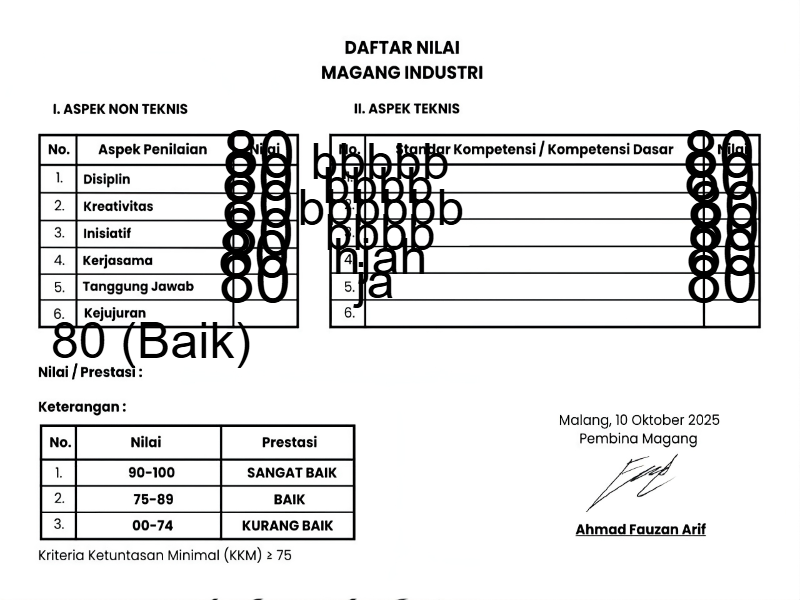 DAFTAR NILAI
MAGANG INDUSTRI
I. ASPEK NON TEKNIS
II. ASPEK TEKNIS
No. Aspek Penilaian Nilai
80
1. Disiplin 80
2. Kreativitas 80
3. Inisiatif 80
4. Kerjasama 80
5. Tanggung Jawab 80
6. Kejujuran
No. Standar Kompetensi / Kompetensi Dasar Nilai
bbbbb 80
1. bbbb 80
2. bbbbbb 80
3. bbbb 80
4. hjah 80
5. ja 80
6.
80 (Baik)
Nilai / Prestasi :
Keterangan :
No. Nilai Prestasi
1. 90-100 SANGAT BAIK
2. 75-89 BAIK
3. 00-74 KURANG BAIK
Kriteria Ketuntasan Minimal (KKM) ≥ 75
Malang, 10 Oktober 2025
Pembina Magang
Ahmad Fauzan Arif